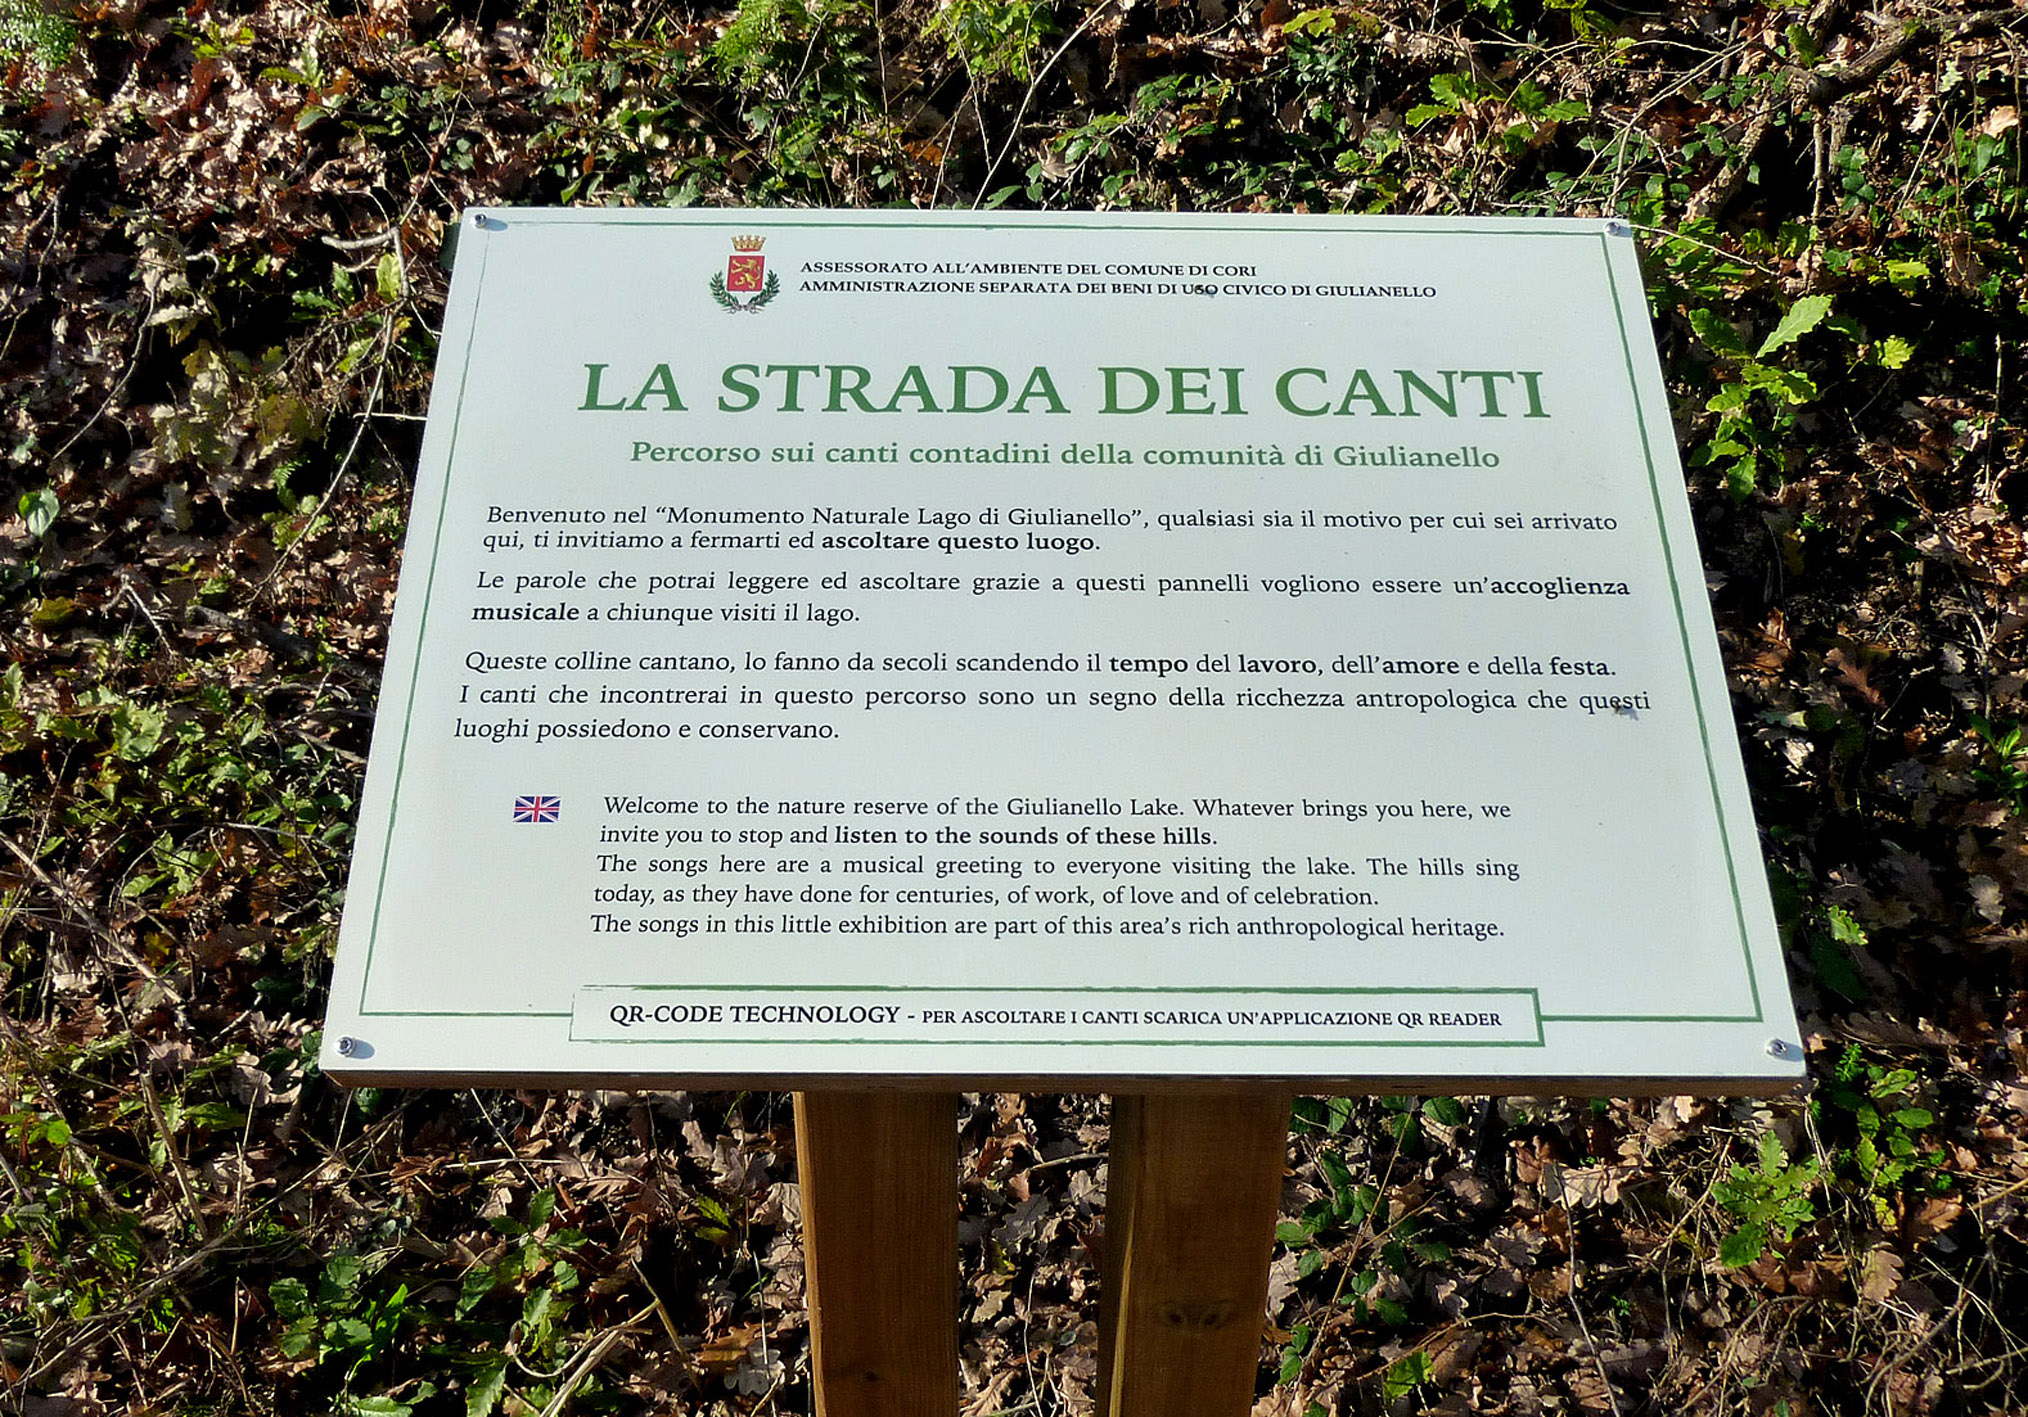 ASSESSORATO ALL'AMBIENTE DEL COMUNE DI CORI
AMMINISTRAZIONE SEPARATA DEI BENI DI USO CIVICO DI GIULIANELLO
LA STRADA DEI CANTI
Percorso sui canti contadini della comunità di Giulianello
Benvenuto nel “Monumento Naturale Lago di Giulianello”, qualsiasi sia il motivo per cui sei arrivato
qui, ti invitiamo a fermarti ed ascoltare questo luogo.
Le parole che potrai leggere ed ascoltare grazie a questi pannelli vogliono essere un'accoglienza
musicale a chiunque visiti il lago.
Queste colline cantano, lo fanno da secoli scandendo il tempo del lavoro, dell'amore e della festa.
I canti che incontrerai in questo percorso sono un segno della ricchezza antropologica che questi
luoghi possiedono e conservano.
Welcome to the nature reserve of the Giulianello Lake. Whatever brings you here, we
invite you to stop and listen to the sounds of these hills.
The songs here are a musical greeting to everyone visiting the lake. The hills sing
today, as they have done for centuries, of work, of love and of celebration.
The songs in this little exhibition are part of this area's rich anthropological heritage.
QR-CODE TECHNOLOGY - PER ASCOLTARE I CANTI SCARICA UN'APPLICAZIONE QR READER